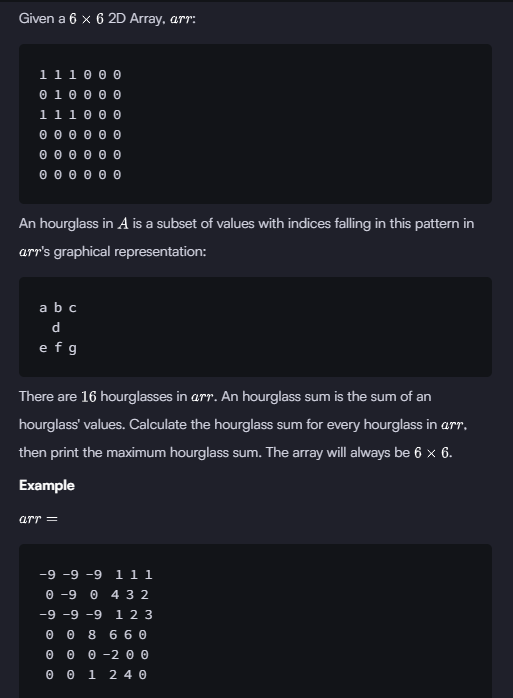 Given a 6 × 6 2D Array, arr:
1 1 1 0 0 0
0 1 0 0 0 0
1 1 1 0 0 0
0 0 0 0 0 0
0 0 0 0 0 0
0 0 0 0 0 0
An hourglass in A is a subset of values with indices falling in this pattern in
arr's graphical representation:
a b c
  d
e f g
There are 16 hourglasses in arr. An hourglass sum is the sum of an
hourglass' values. Calculate the hourglass sum for every hourglass in arr,
then print the maximum hourglass sum. The array will always be 6 × 6.
Example
arr =
-9 -9 -9  1 1 1
 0 -9  0  4 3 2
-9 -9 -9  1 2 3
 0  0  8  6 6 0
 0  0  0 -2 0 0
 0  0  1  2 4 0